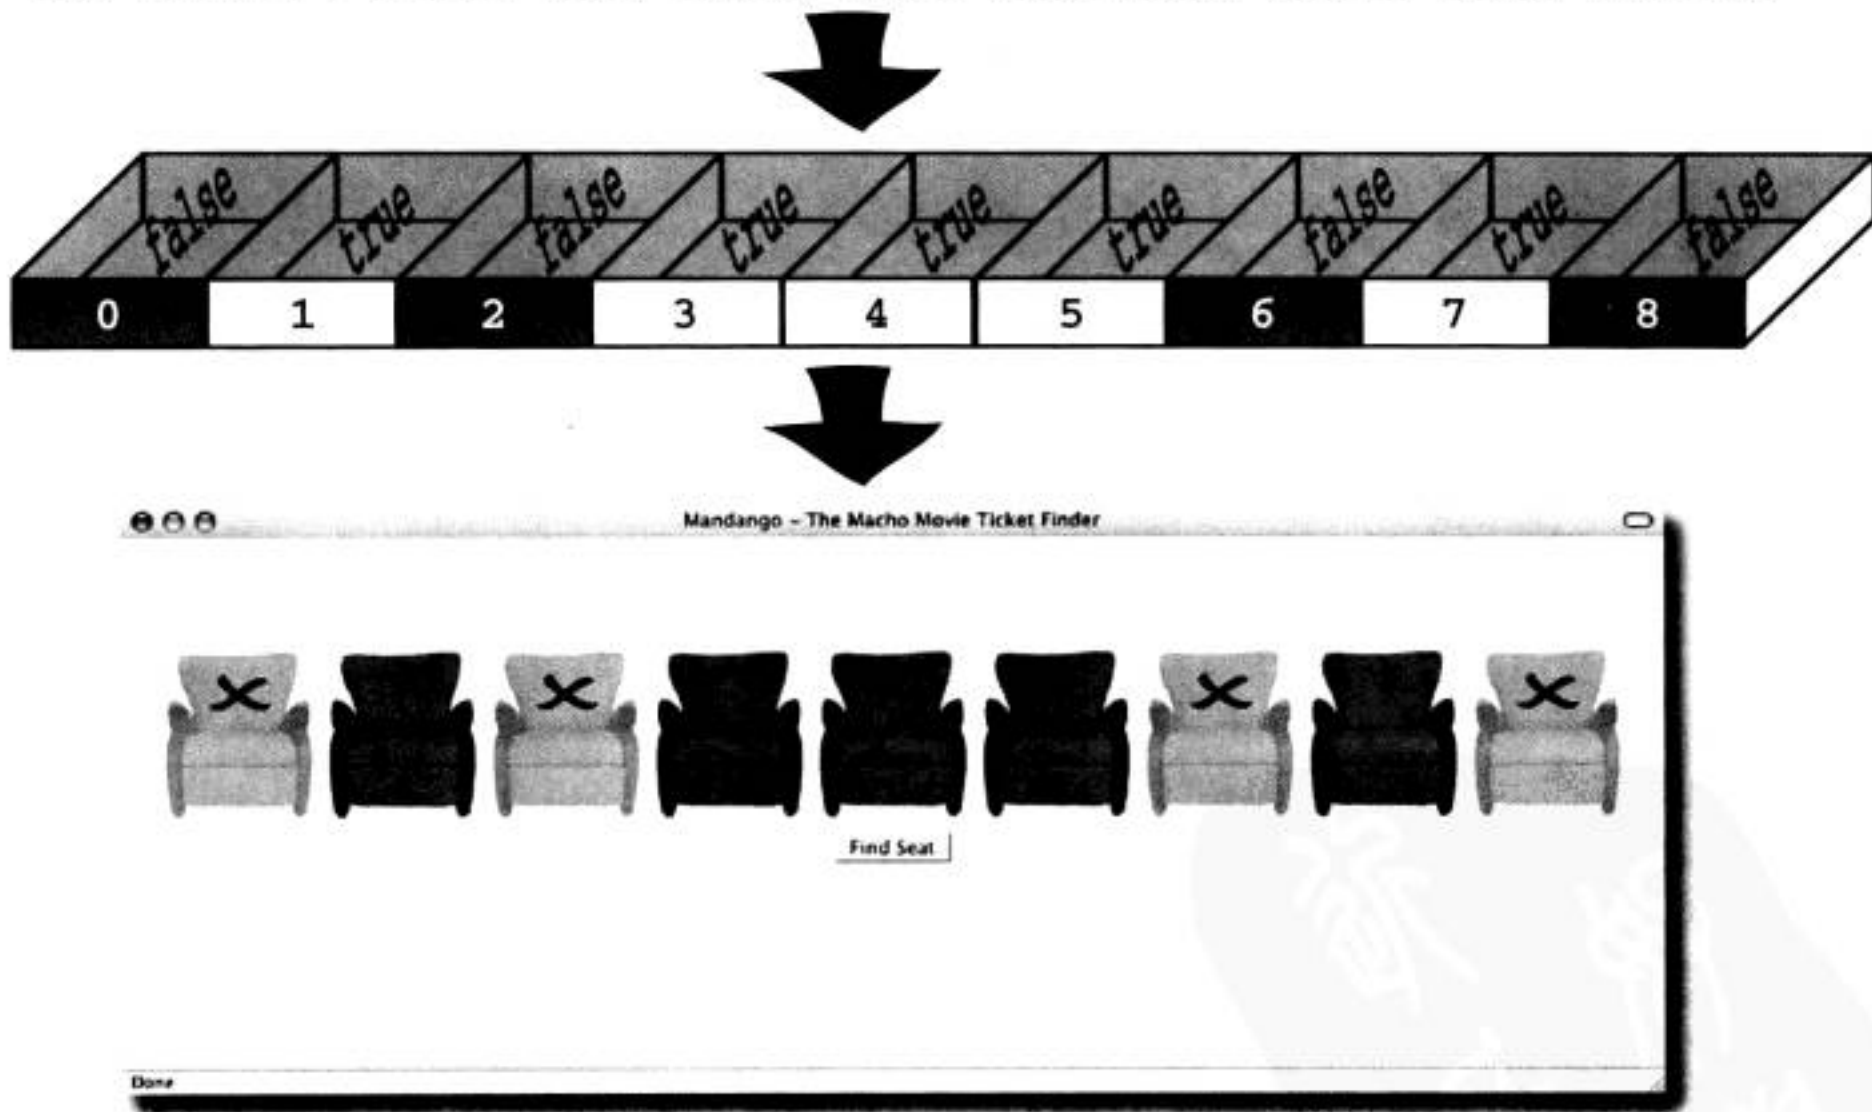 false true false true true true false true false
0 1 2 3 4 5 6 7 8
Mandango - The Macho Movie Ticket Finder
Find Seat
Done